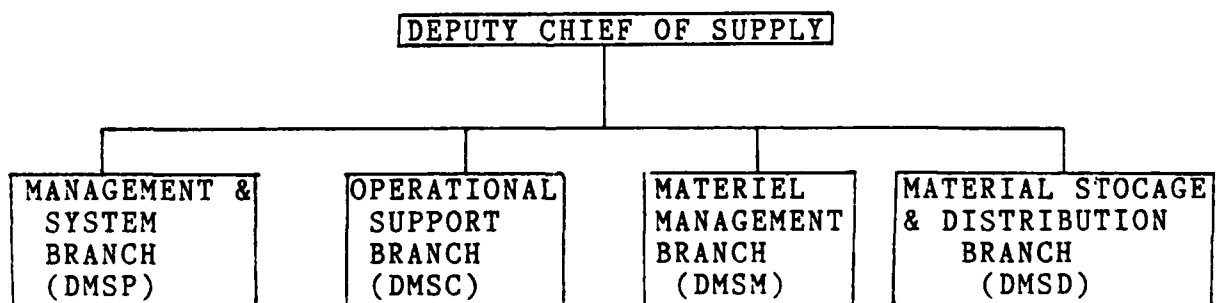 DEPUTY CHIEF OF SUPPLY
MANAGEMENT &
SYSTEM
BRANCH
(DMSP)
OPERATIONAL
SUPPORT
BRANCH
(DMSC)
MATERIEL
MANAGEMENT
BRANCH
(DMSM)
MATERIAL STOCAGE
& DISTRIBUTION
BRANCH
(DMSD)